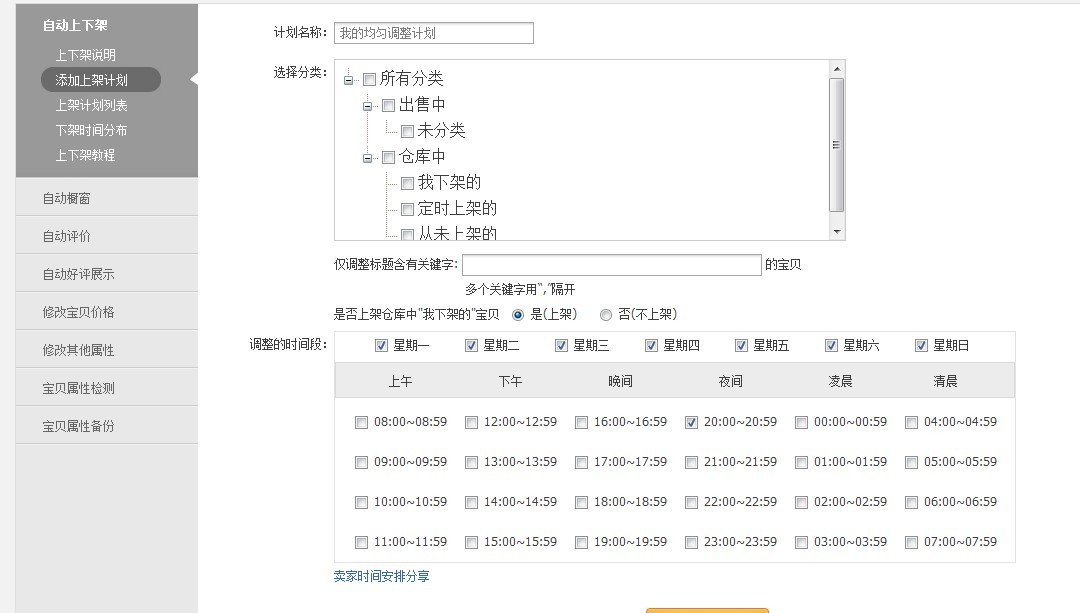 自动上下架
上下架说明
添加上架计划
上架计划列表
下架时间分布
上下架教程
自动橱窗
自动评价
自动好评展示
修改宝贝价格
修改其他属性
宝贝属性检测
宝贝属性备份
计划名称: 我的均匀调整计划
选择分类:
所有分类
出售中
未分类
仓库中
我下架的
定时上架的
从未上架的
仅调整标题含有关键字: 的宝贝
多个关键字用","隔开
是否上架仓库中"我下架的"宝贝 是(上架) 否(不上架)
调整的时间段: 星期一 星期二 星期三 星期四 星期五 星期六 星期日
上午 下午 晚间 夜间 凌晨 清晨
08:00~08:59 12:00~12:59 16:00~16:59 20:00~20:59 00:00~00:59 04:00~04:59
09:00~09:59 13:00~13:59 17:00~17:59 21:00~21:59 01:00~01:59 05:00~05:59
10:00~10:59 14:00~14:59 18:00~18:59 22:00~22:59 02:00~02:59 06:00~06:59
11:00~11:59 15:00~15:59 19:00~19:59 23:00~23:59 03:00~03:59 07:00~07:59
卖家时间安排分享